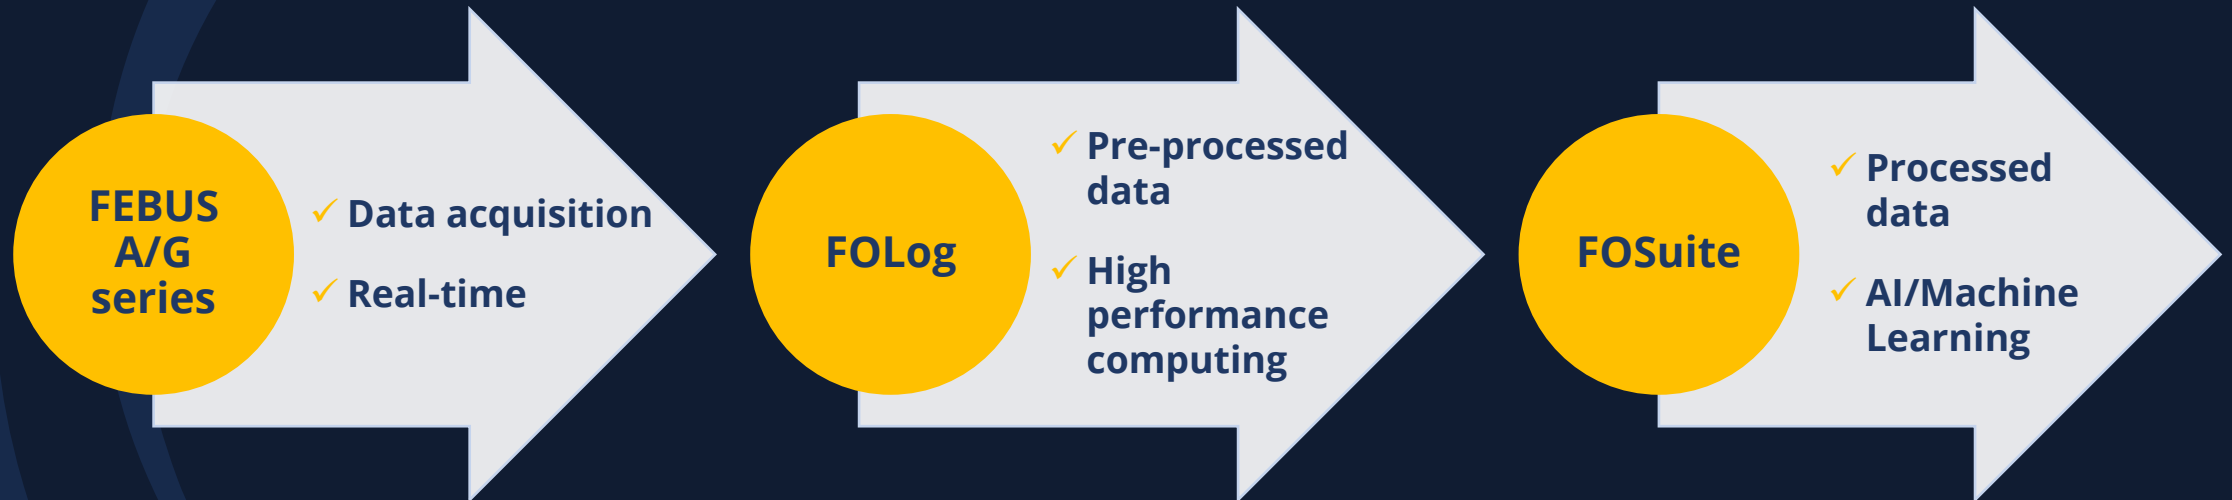 FEBUS
A/G
series
✓ Data acquisition
✓ Real-time
FOLog
✓ Pre-processed
data
✓ High
performance
computing
FOSuite
✓ Processed
data
✓ AI/Machine
Learning